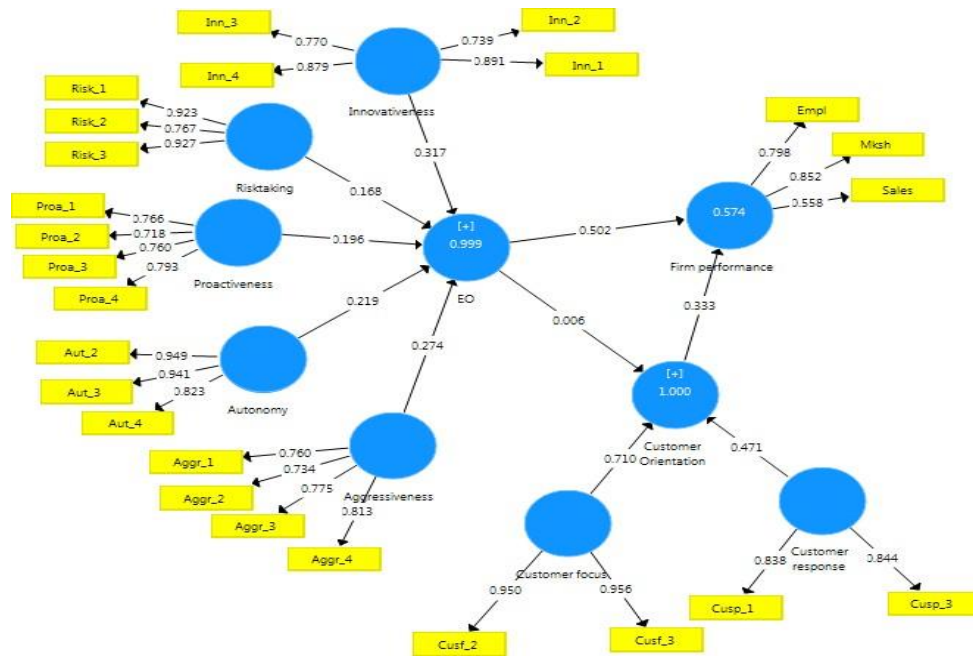 Inn_3
Inn_2
0.770
0.739
Inn_4
0.879
0.891
Inn_1
Innovativeness
Risk_1
0.923
Risk_2
0.767
Risk_3
0.927
Risktaking
0.317
0.168
Empl
Mksh
0.798
0.852
Sales
0.558
0.574
Firm performance
Proa_1
0.766
Proa_2
0.718
Proa_3
0.760
Proa_4
0.793
Proactiveness
0.196
[+]
0.999
EO
0.502
0.006
0.333
0.219
0.274
Aut_2
0.949
Aut_3
0.941
Aut_4
0.823
Autonomy
[+]
1.000
Customer
Orientation
Aggr_1
0.760
Aggr_2
0.734
Aggr_3
0.775
Aggr_4
0.813
Aggressiveness
0.710
0.471
Customer focus
Customer
response
0.950
0.956
0.838
0.844
Cusf_2
Cusf_3
Cusp_1
Cusp_3